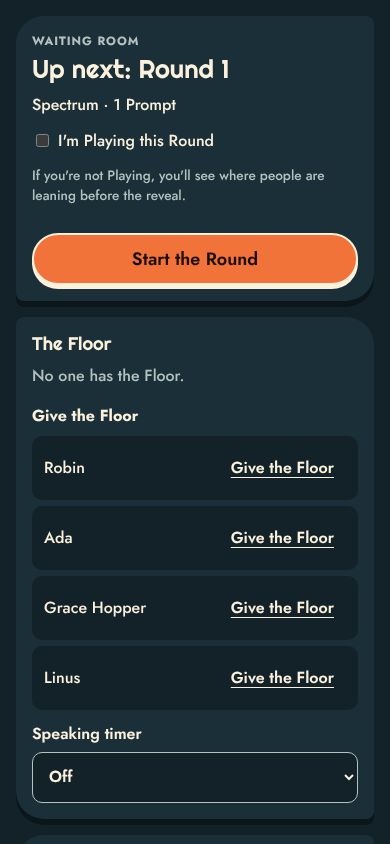 WAITING ROOM
Up next: Round 1
Spectrum · 1 Prompt
I'm Playing this Round
If you're not Playing, you'll see where people are
leaning before the reveal.
Start the Round
The Floor
No one has the Floor.
Give the Floor
Robin Give the Floor
Ada Give the Floor
Grace Hopper Give the Floor
Linus Give the Floor
Speaking timer
Off